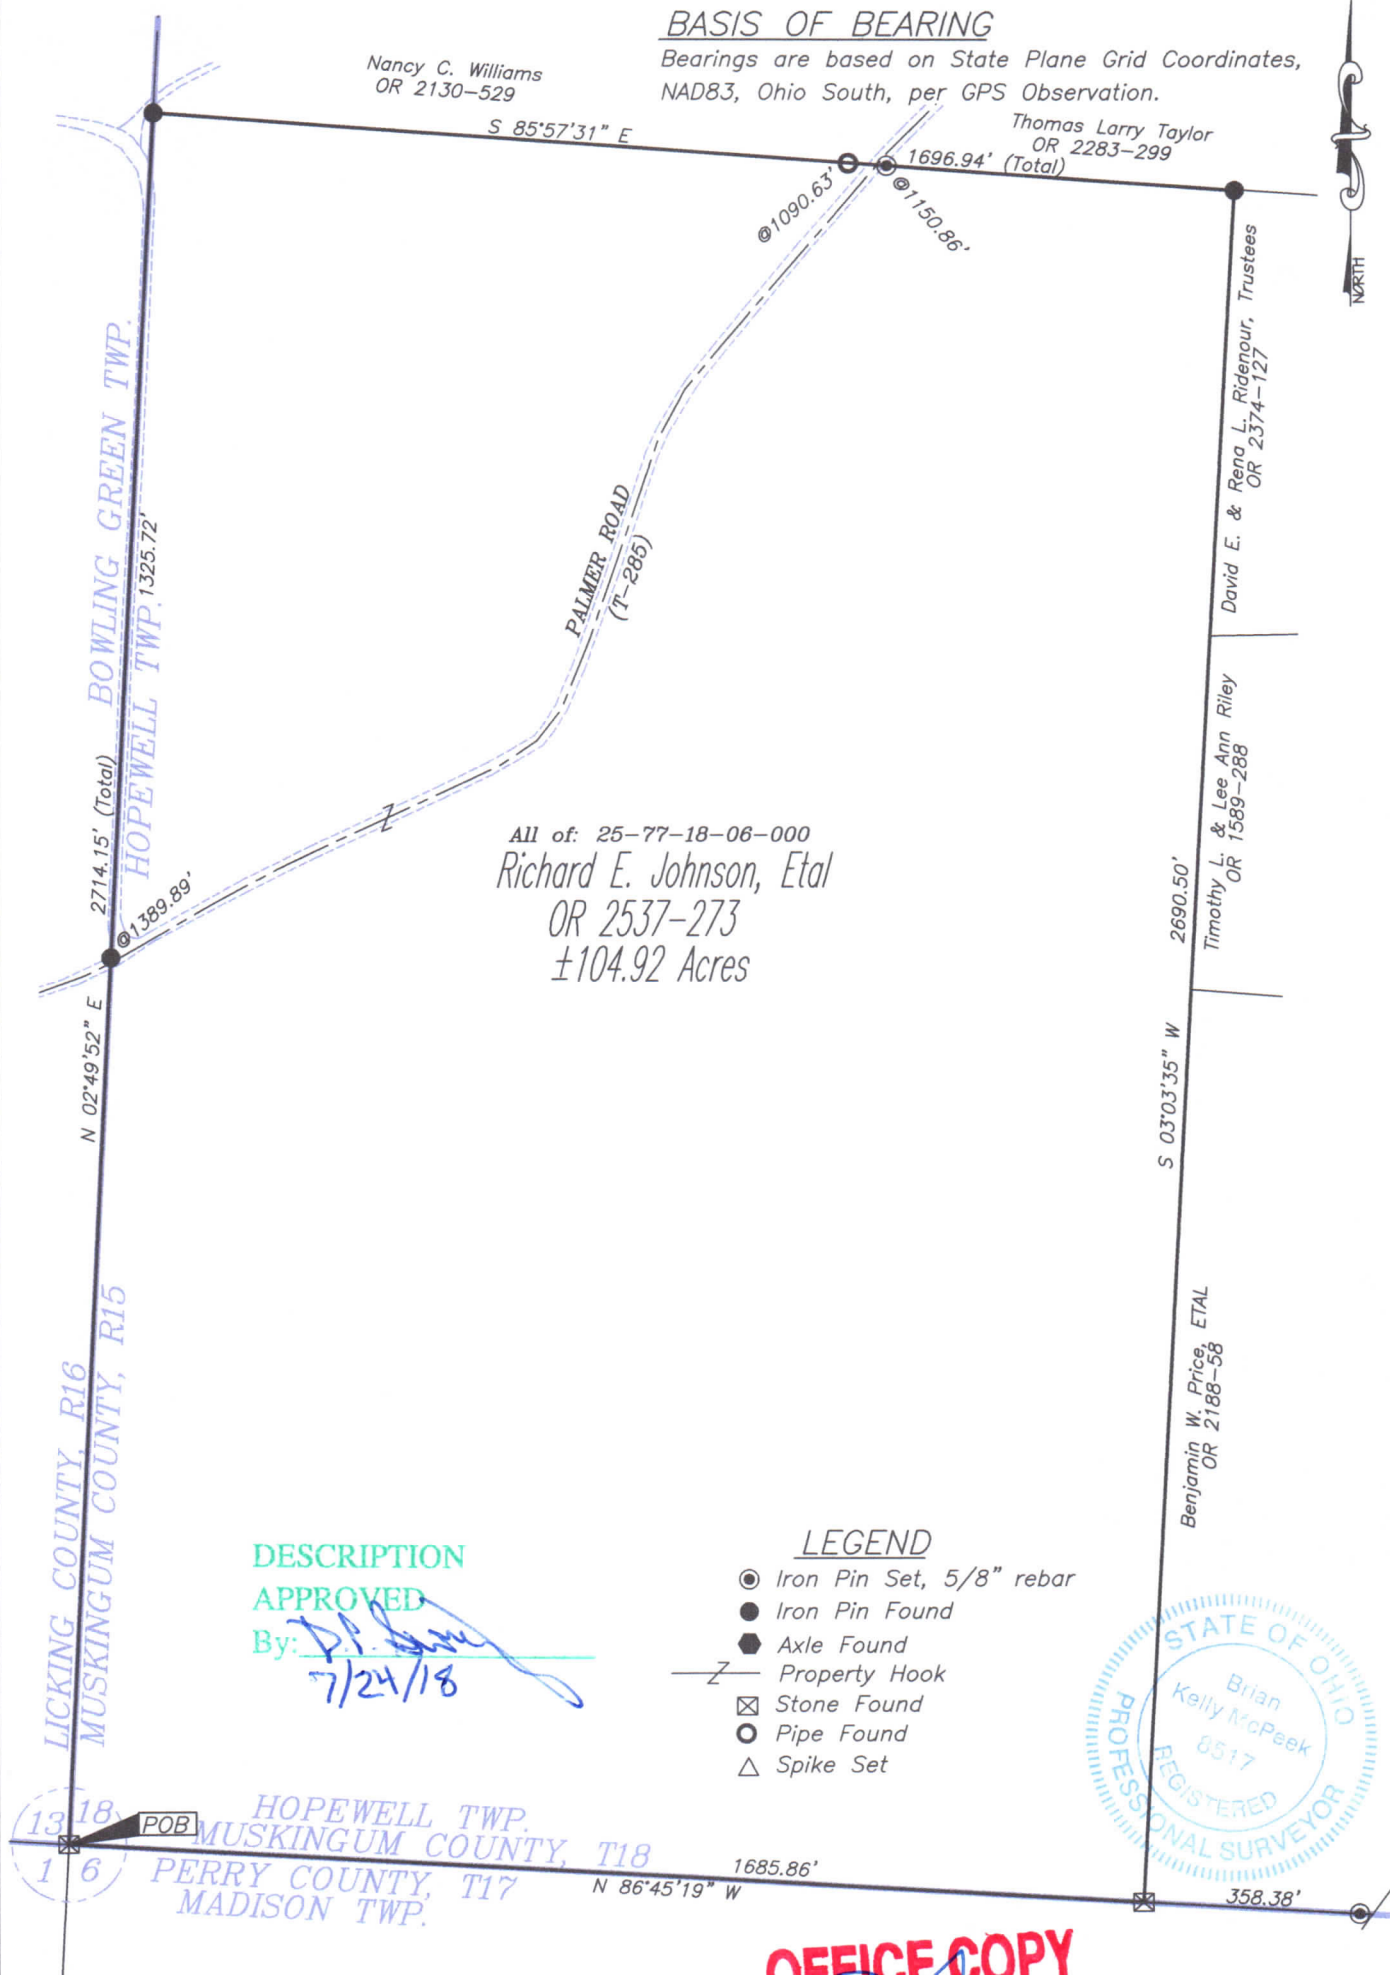 BASIS OF BEARING
Bearings are based on State Plane Grid Coordinates,
NAD83, Ohio South, per GPS Observation.
Nancy C. Williams
OR 2130-529
S 85°57'31" E
Thomas Larry Taylor
OR 2283-299
1696.94' (Total)
@1090.63'
@1150.86'
NORTH
David E. & Rena L. Ridenour, Trustees
OR 2374-127
BOWLING GREEN TWP.
HOPEWELL TWP.
1325.72'
2714.15' (Total)
PALMER ROAD
(T-285)
Z
@1389.89'
All of: 25-77-18-06-000
Richard E. Johnson, Etal
OR 2537-273
±104.92 Acres
Timothy L. & Lee Ann Riley
OR 1589-288
2690.50'
S 03°03'35" W
N 02°49'52" E
Benjamin W. Price, ETAL
OR 2188-58
LICKING COUNTY, R16
MUSKINGUM COUNTY, R15
DESCRIPTION
APPROVED
By:
7/24/18
LEGEND
Iron Pin Set, 5/8" rebar
Iron Pin Found
Axle Found
Z Property Hook
Stone Found
Pipe Found
Spike Set
STATE OF OHIO
Brian
Kelly McPeek
8517
REGISTERED
PROFESSIONAL SURVEYOR
13 18
1 6
POB
HOPEWELL TWP.
MUSKINGUM COUNTY, T18
PERRY COUNTY, T17
MADISON TWP.
1685.86'
N 86°45'19" W
358.38'
OFFICE COPY